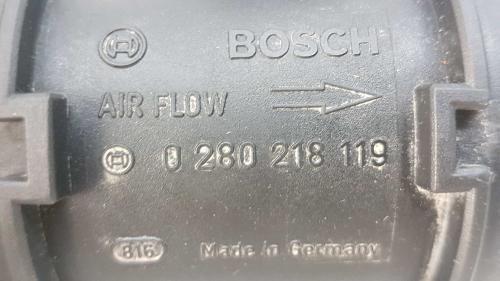 BOSCH
AIR FLOW
0 280 218 119
816 Made in Germany